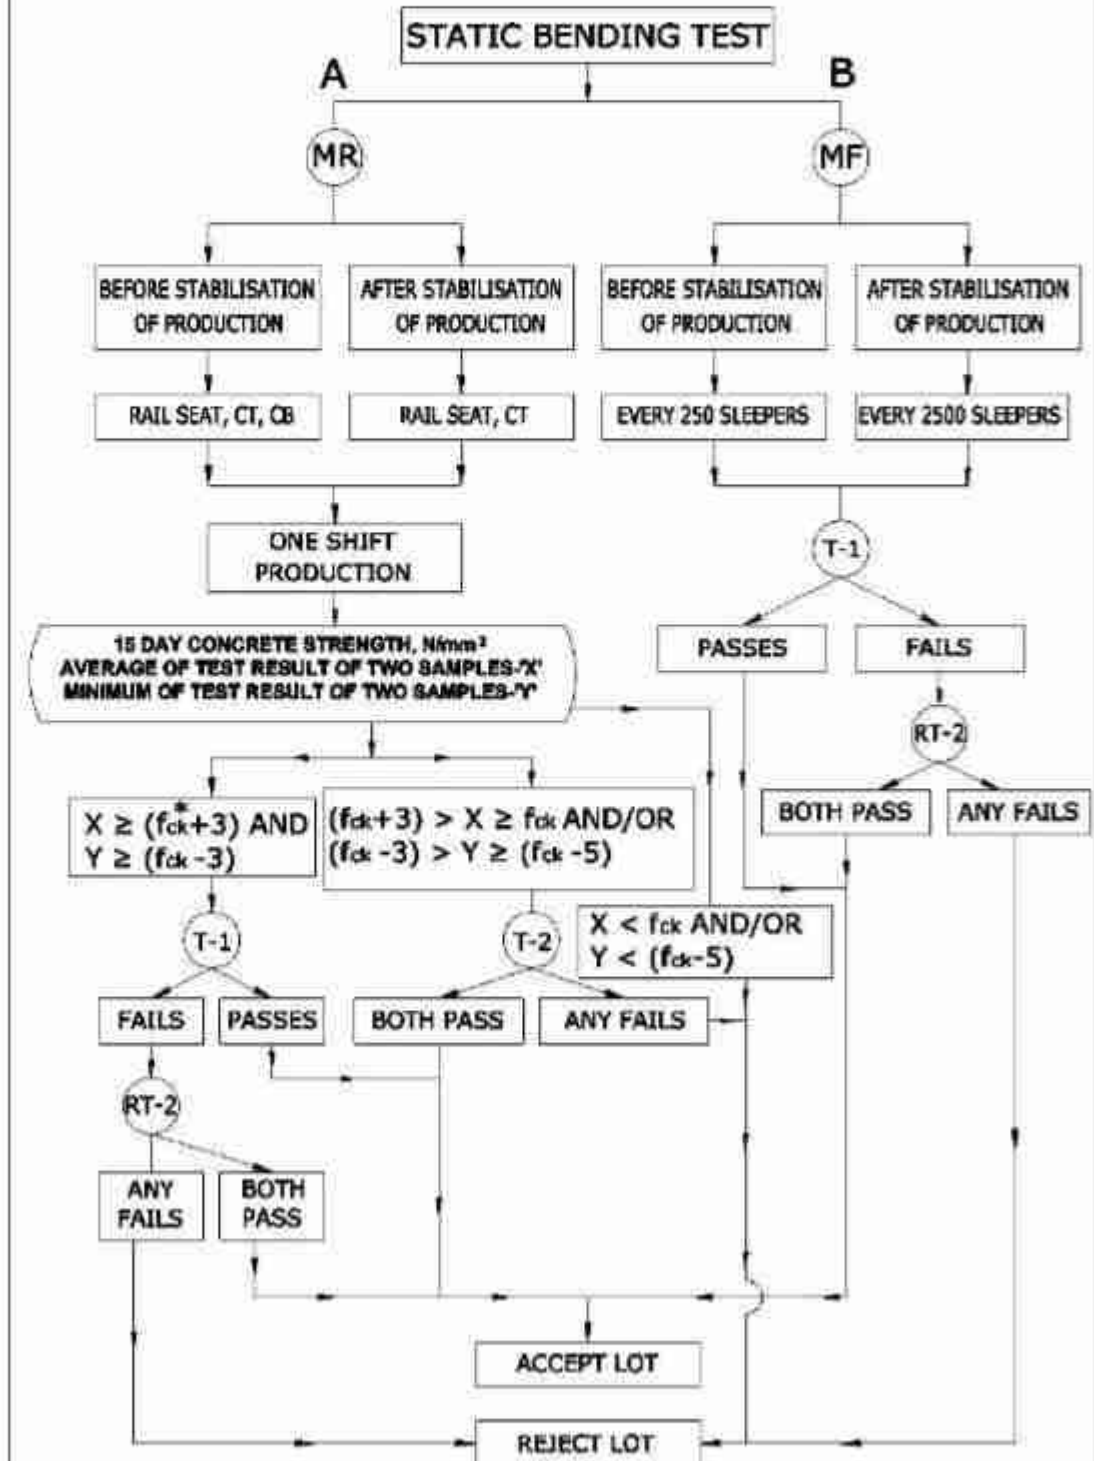 STATIC BENDING TEST
A
B
MR
MF
BEFORE STABILISATION
OF PRODUCTION
AFTER STABILISATION
OF PRODUCTION
BEFORE STABILISATION
OF PRODUCTION
AFTER STABILISATION
OF PRODUCTION
RAIL SEAT, CT, CB
RAIL SEAT, CT
EVERY 250 SLEEPERS
EVERY 2500 SLEEPERS
ONE SHIFT
PRODUCTION
T-1
15 DAY CONCRETE STRENGTH, N/mm²
AVERAGE OF TEST RESULT OF TWO SAMPLES-'X'
MINIMUM OF TEST RESULT OF TWO SAMPLES-'Y'
PASSES
FAILS
RT-2
BOTH PASS
ANY FAILS
X ≥ (fck*+3) AND
Y ≥ (fck-3)
(fck+3) > X ≥ fck AND/OR
(fck-3) > Y ≥ (fck-5)
X < fck AND/OR
Y < (fck-5)
T-1
T-2
FAILS
PASSES
BOTH PASS
ANY FAILS
RT-2
ANY
FAILS
BOTH
PASS
ACCEPT LOT
REJECT LOT